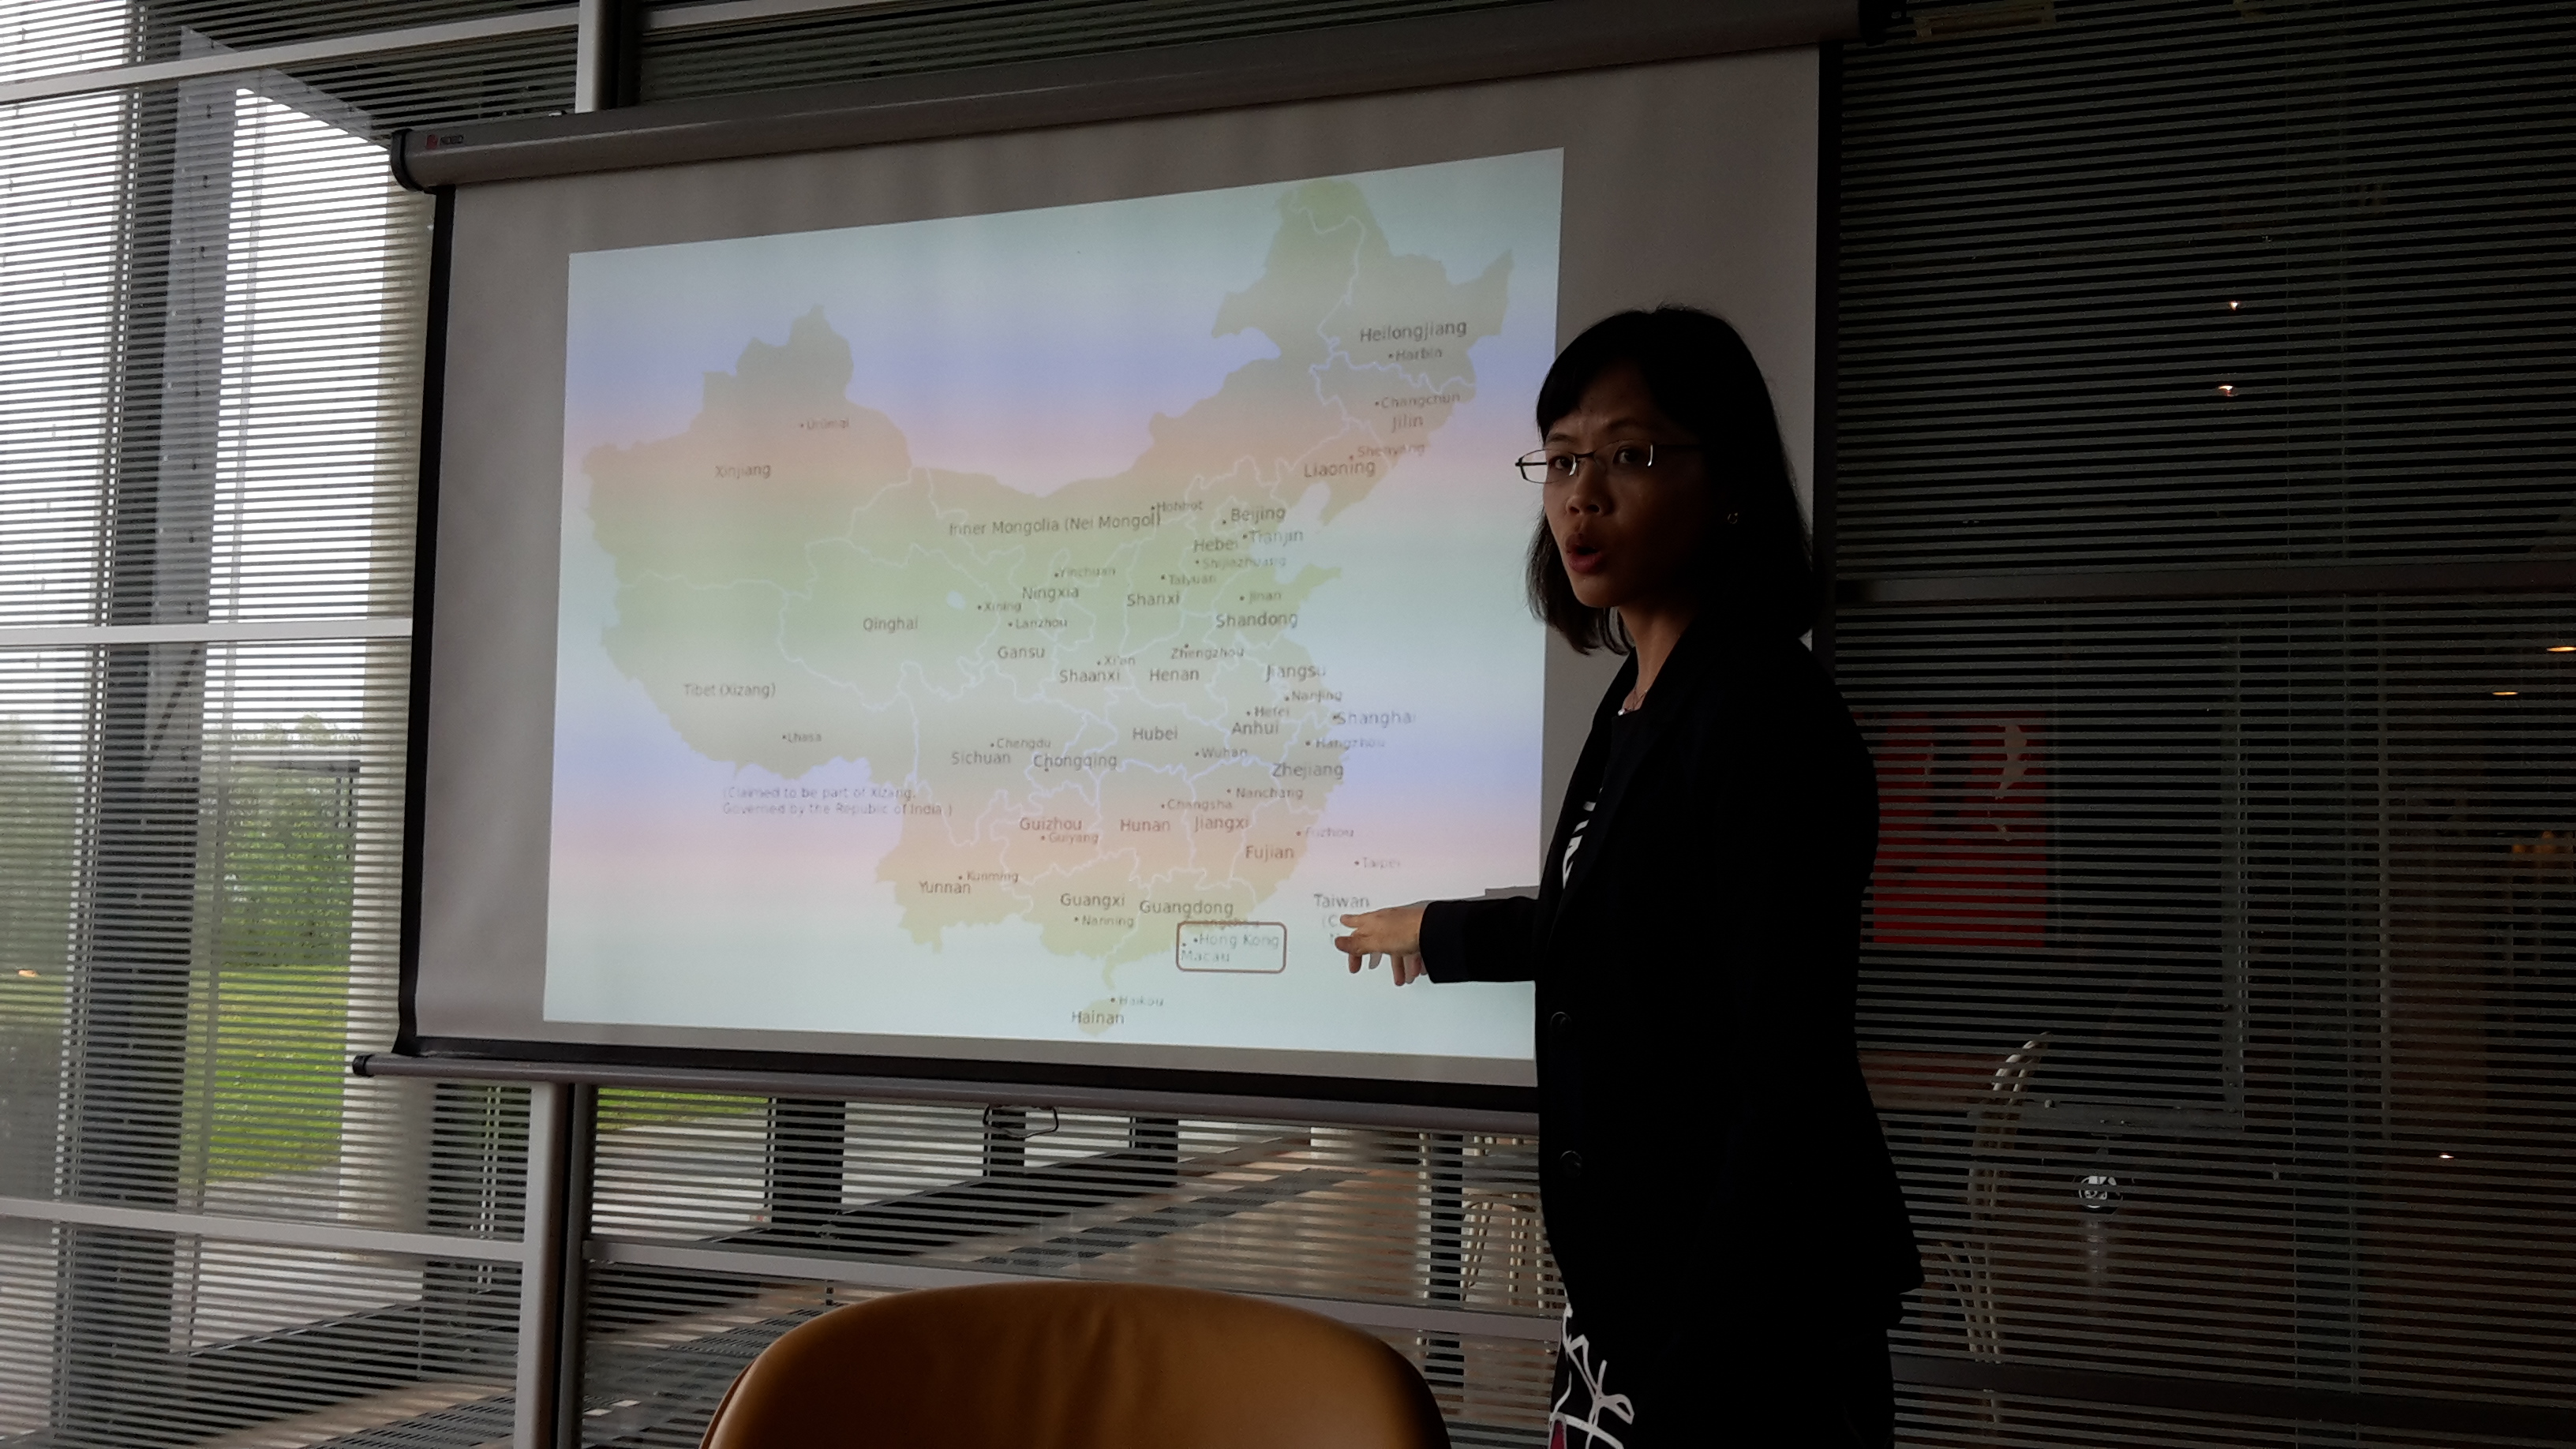 NOBO
Heilongjiang
Harbin
Changchun
Jilin
Ürümqi
Shenyang
Xinjiang
Liaoning
Hohhot
Inner Mongolia (Nei Mongol)
Beijing
Tianjin
Hebei
Shijiazhuang
Yinchuan
Taiyuan
Ningxia
Shanxi
Jinan
Xining
Qinghai
Lanzhou
Shandong
Gansu
Xi'an
Zhengzhou
Shaanxi
Henan
Jiangsu
Tibet (Xizang)
Nanjing
Hefei
Shanghai
Anhui
Lhasa
Hubei
Chengdu
Hangzhou
Sichuan
Chongqing
Wuhan
Zhejiang
(Claimed to be part of Xizang.
Governed by the Republic of India.)
Nanchang
Changsha
Guizhou
Hunan
Jiangxi
Guiyang
Fuzhou
Fujian
Taipei
Kunming
Yunnan
Guangxi
Guangdong
Taiwan
Nanning
Guangzhou
(C
Hong Kong
Macau
Haikou
Hainan